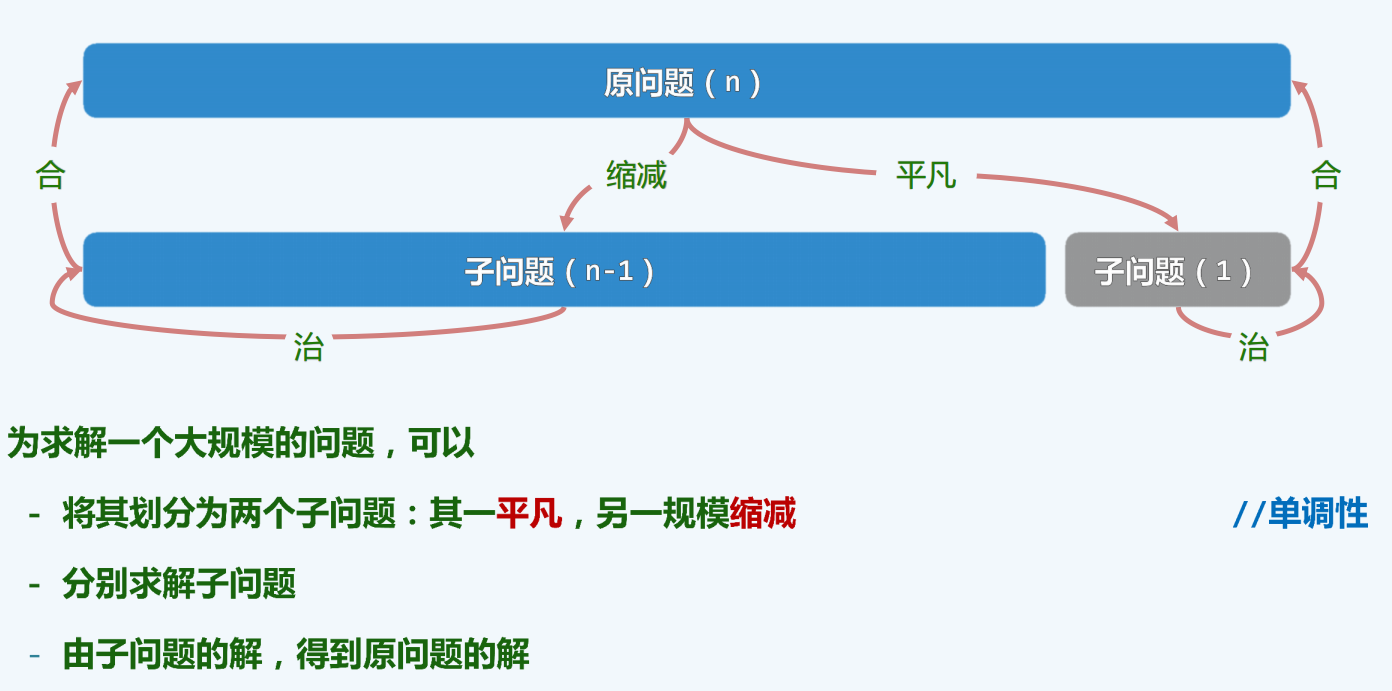 原问题（n）
合
缩减
平凡
合
子问题（n-1）
子问题（1）
治
治
为求解一个大规模的问题，可以
- 将其划分为两个子问题：其一平凡，另一规模缩减 //单调性
- 分别求解子问题
- 由子问题的解，得到原问题的解